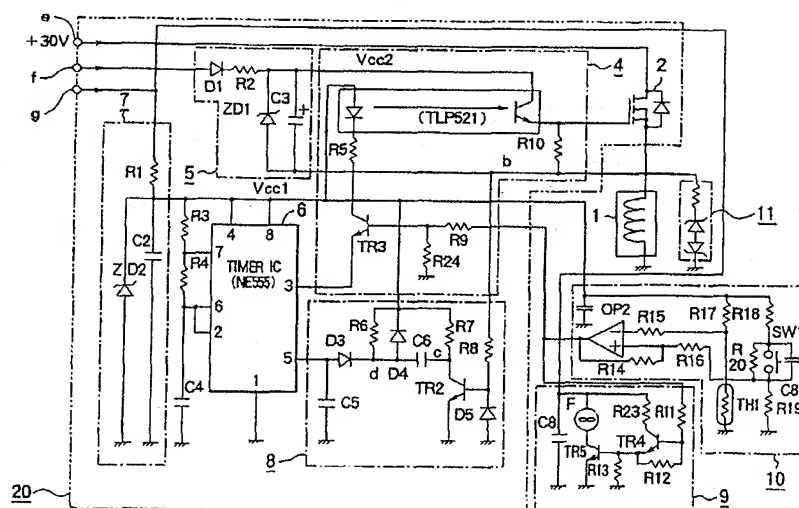 e
+30V
f
g
7
D1
R2
C3
+
ZD1
5
Vcc2
(TLP521)
R5
R10
4
2
b
R1
Vcc1
6
R3
4
8
7
R4
TIMER IC
(NE555)
C2
ZD2
6
2
3
5
1
C4
TR3
R9
R24
1
11
OP2
R15
R17
R18
SW1
R14
R16
R20
C8
R19
TH1
10
D3
R6
C6
R7
R8
d
D4
c
TR2
D5
C5
8
C8
F
R23
R11
TR5
TR4
R13
R12
9
20